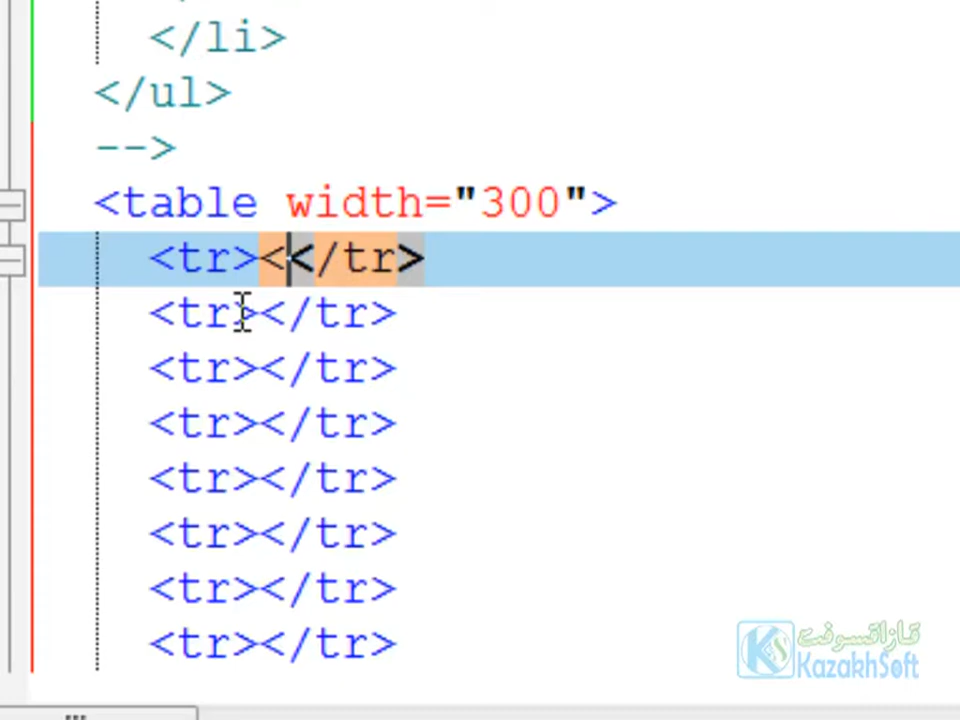 </li>
</ul>
-->
<table width="300">
<tr><</tr>
<tr></tr>
<tr></tr>
<tr></tr>
<tr></tr>
<tr></tr>
<tr></tr>
<tr></tr>
قازاقسوفت
KazakhSoft